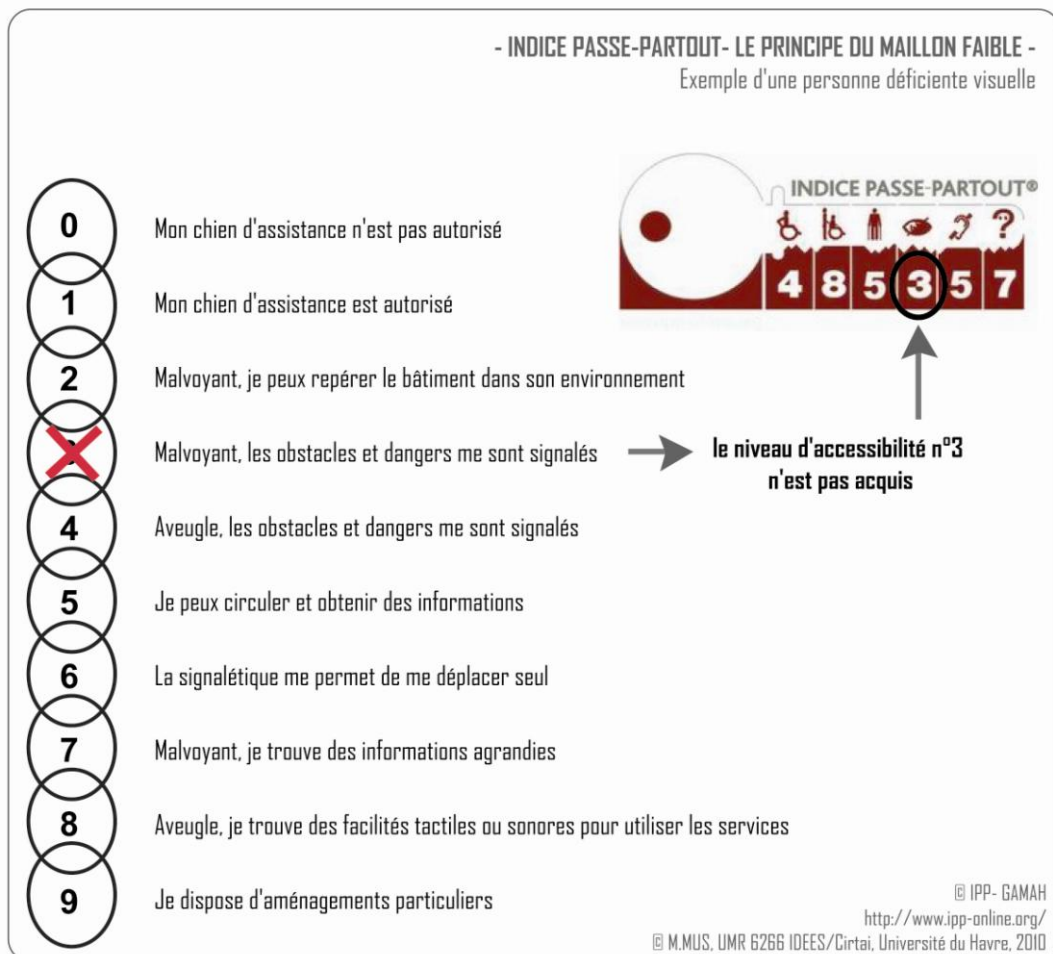 - INDICE PASSE-PARTOUT- LE PRINCIPE DU MAILLON FAIBLE -
Exemple d'une personne déficiente visuelle
INDICE PASSE-PARTOUT®
4 8 5 3 5 7
0 Mon chien d'assistance n'est pas autorisé
1 Mon chien d'assistance est autorisé
2 Malvoyant, je peux repérer le bâtiment dans son environnement
Malvoyant, les obstacles et dangers me sont signalés
le niveau d'accessibilité n°3
n'est pas acquis
4 Aveugle, les obstacles et dangers me sont signalés
5 Je peux circuler et obtenir des informations
6 La signalétique me permet de me déplacer seul
7 Malvoyant, je trouve des informations agrandies
8 Aveugle, je trouve des facilités tactiles ou sonores pour utiliser les services
9 Je dispose d'aménagements particuliers
© IPP- GAMAH
http://www.ipp-online.org/
© M.MUS, UMR 6266 IDEES/Cirtai, Université du Havre, 2010